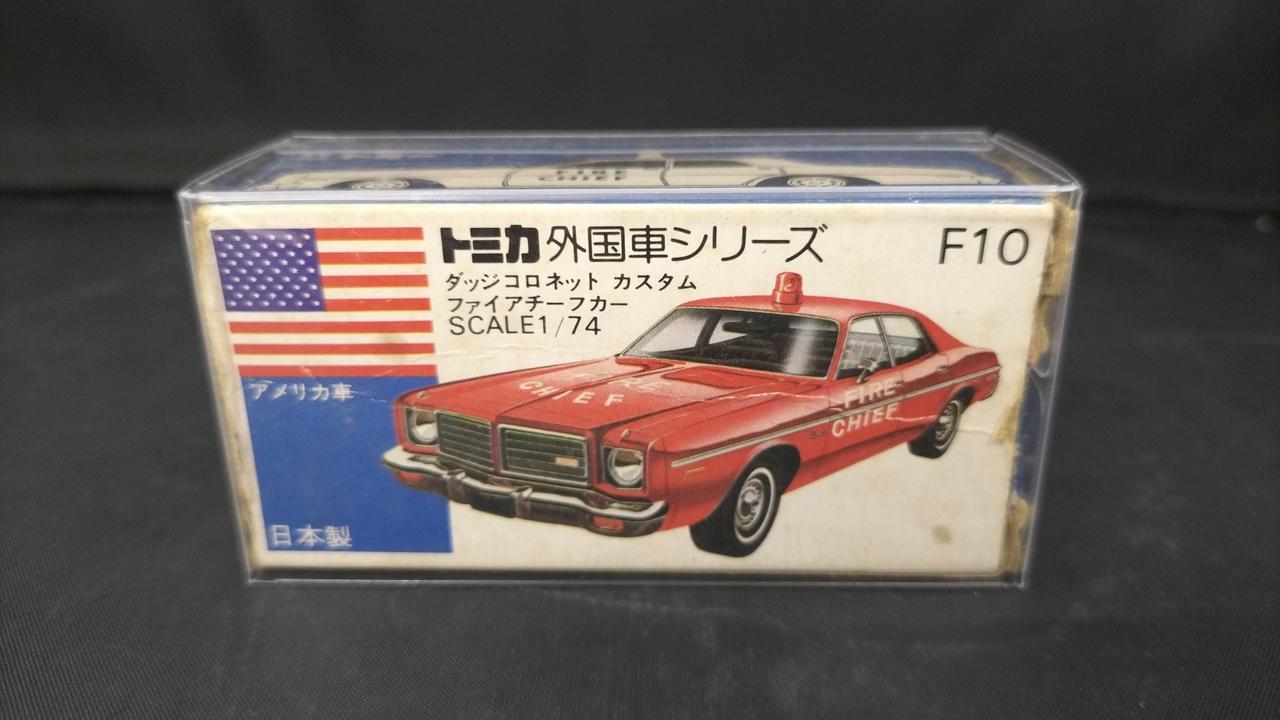 FIRE
CHIEF
トミカ 外国車シリーズ
F10
ダッジコロネット カスタム
ファイアチーフカー
SCALE1/74
アメリカ車
日本製
FIRE
CHIEF
FIRE
CHIEF